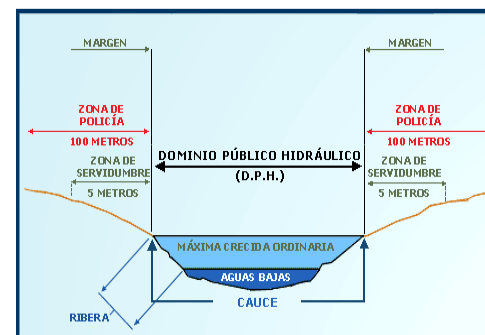 MARGEN
MARGEN
ZONA DE
POLICÍA
100 METROS
ZONA DE
POLICÍA
100 METROS
DOMINIO PÚBLICO HIDRÁULICO
(D.P.H.)
ZONA DE
SERVIDUMBRE
5 METROS
ZONA DE
SERVIDUMBRE
5 METROS
MÁXIMA CRECIDA ORDINARIA
AGUAS BAJAS
CAUCE
RIBERA